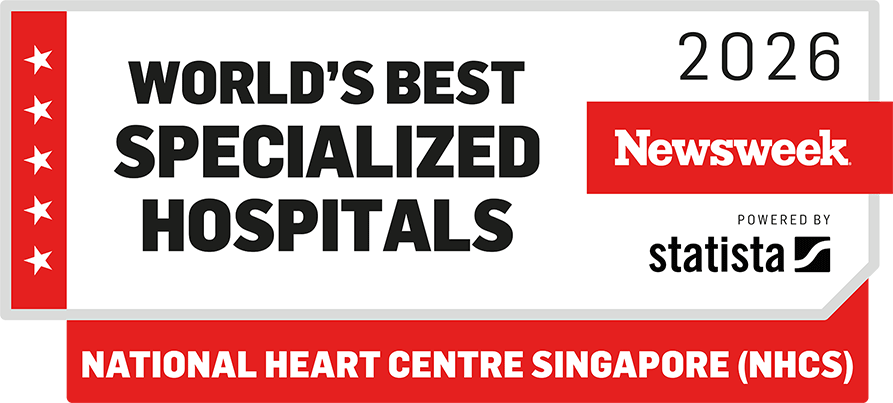 WORLD'S BEST
SPECIALIZED
HOSPITALS
2026
Newsweek
POWERED BY
statista
NATIONAL HEART CENTRE SINGAPORE (NHCS)